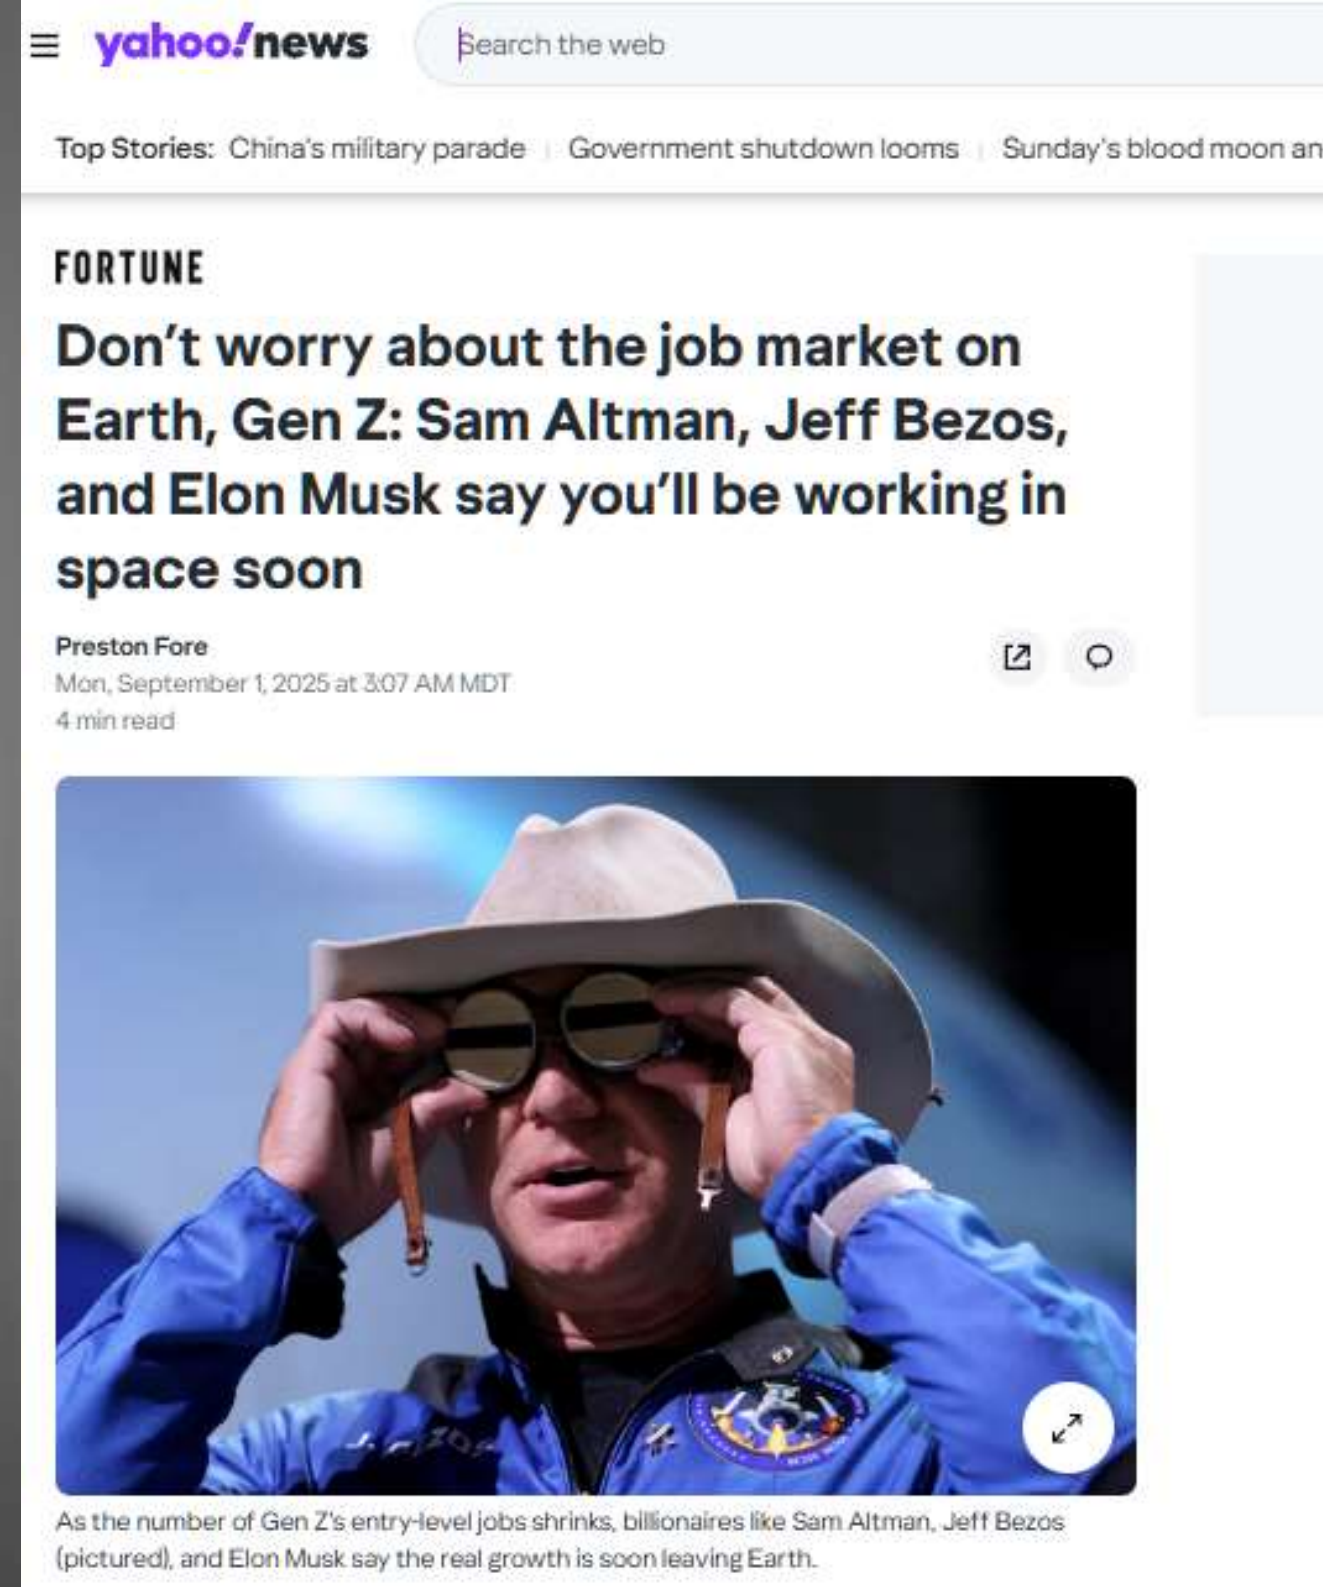 yahoo!news
Search the web
Top Stories: China's military parade Government shutdown looms Sunday's blood moon an
FORTUNE
Don't worry about the job market on
Earth, Gen Z: Sam Altman, Jeff Bezos,
and Elon Musk say you'll be working in
space soon
Preston Fore
Mon, September 1, 2025 at 3:07 AM MDT
4 min read
As the number of Gen Z's entry-level jobs shrinks, billionaires like Sam Altman, Jeff Bezos
(pictured), and Elon Musk say the real growth is soon leaving Earth.